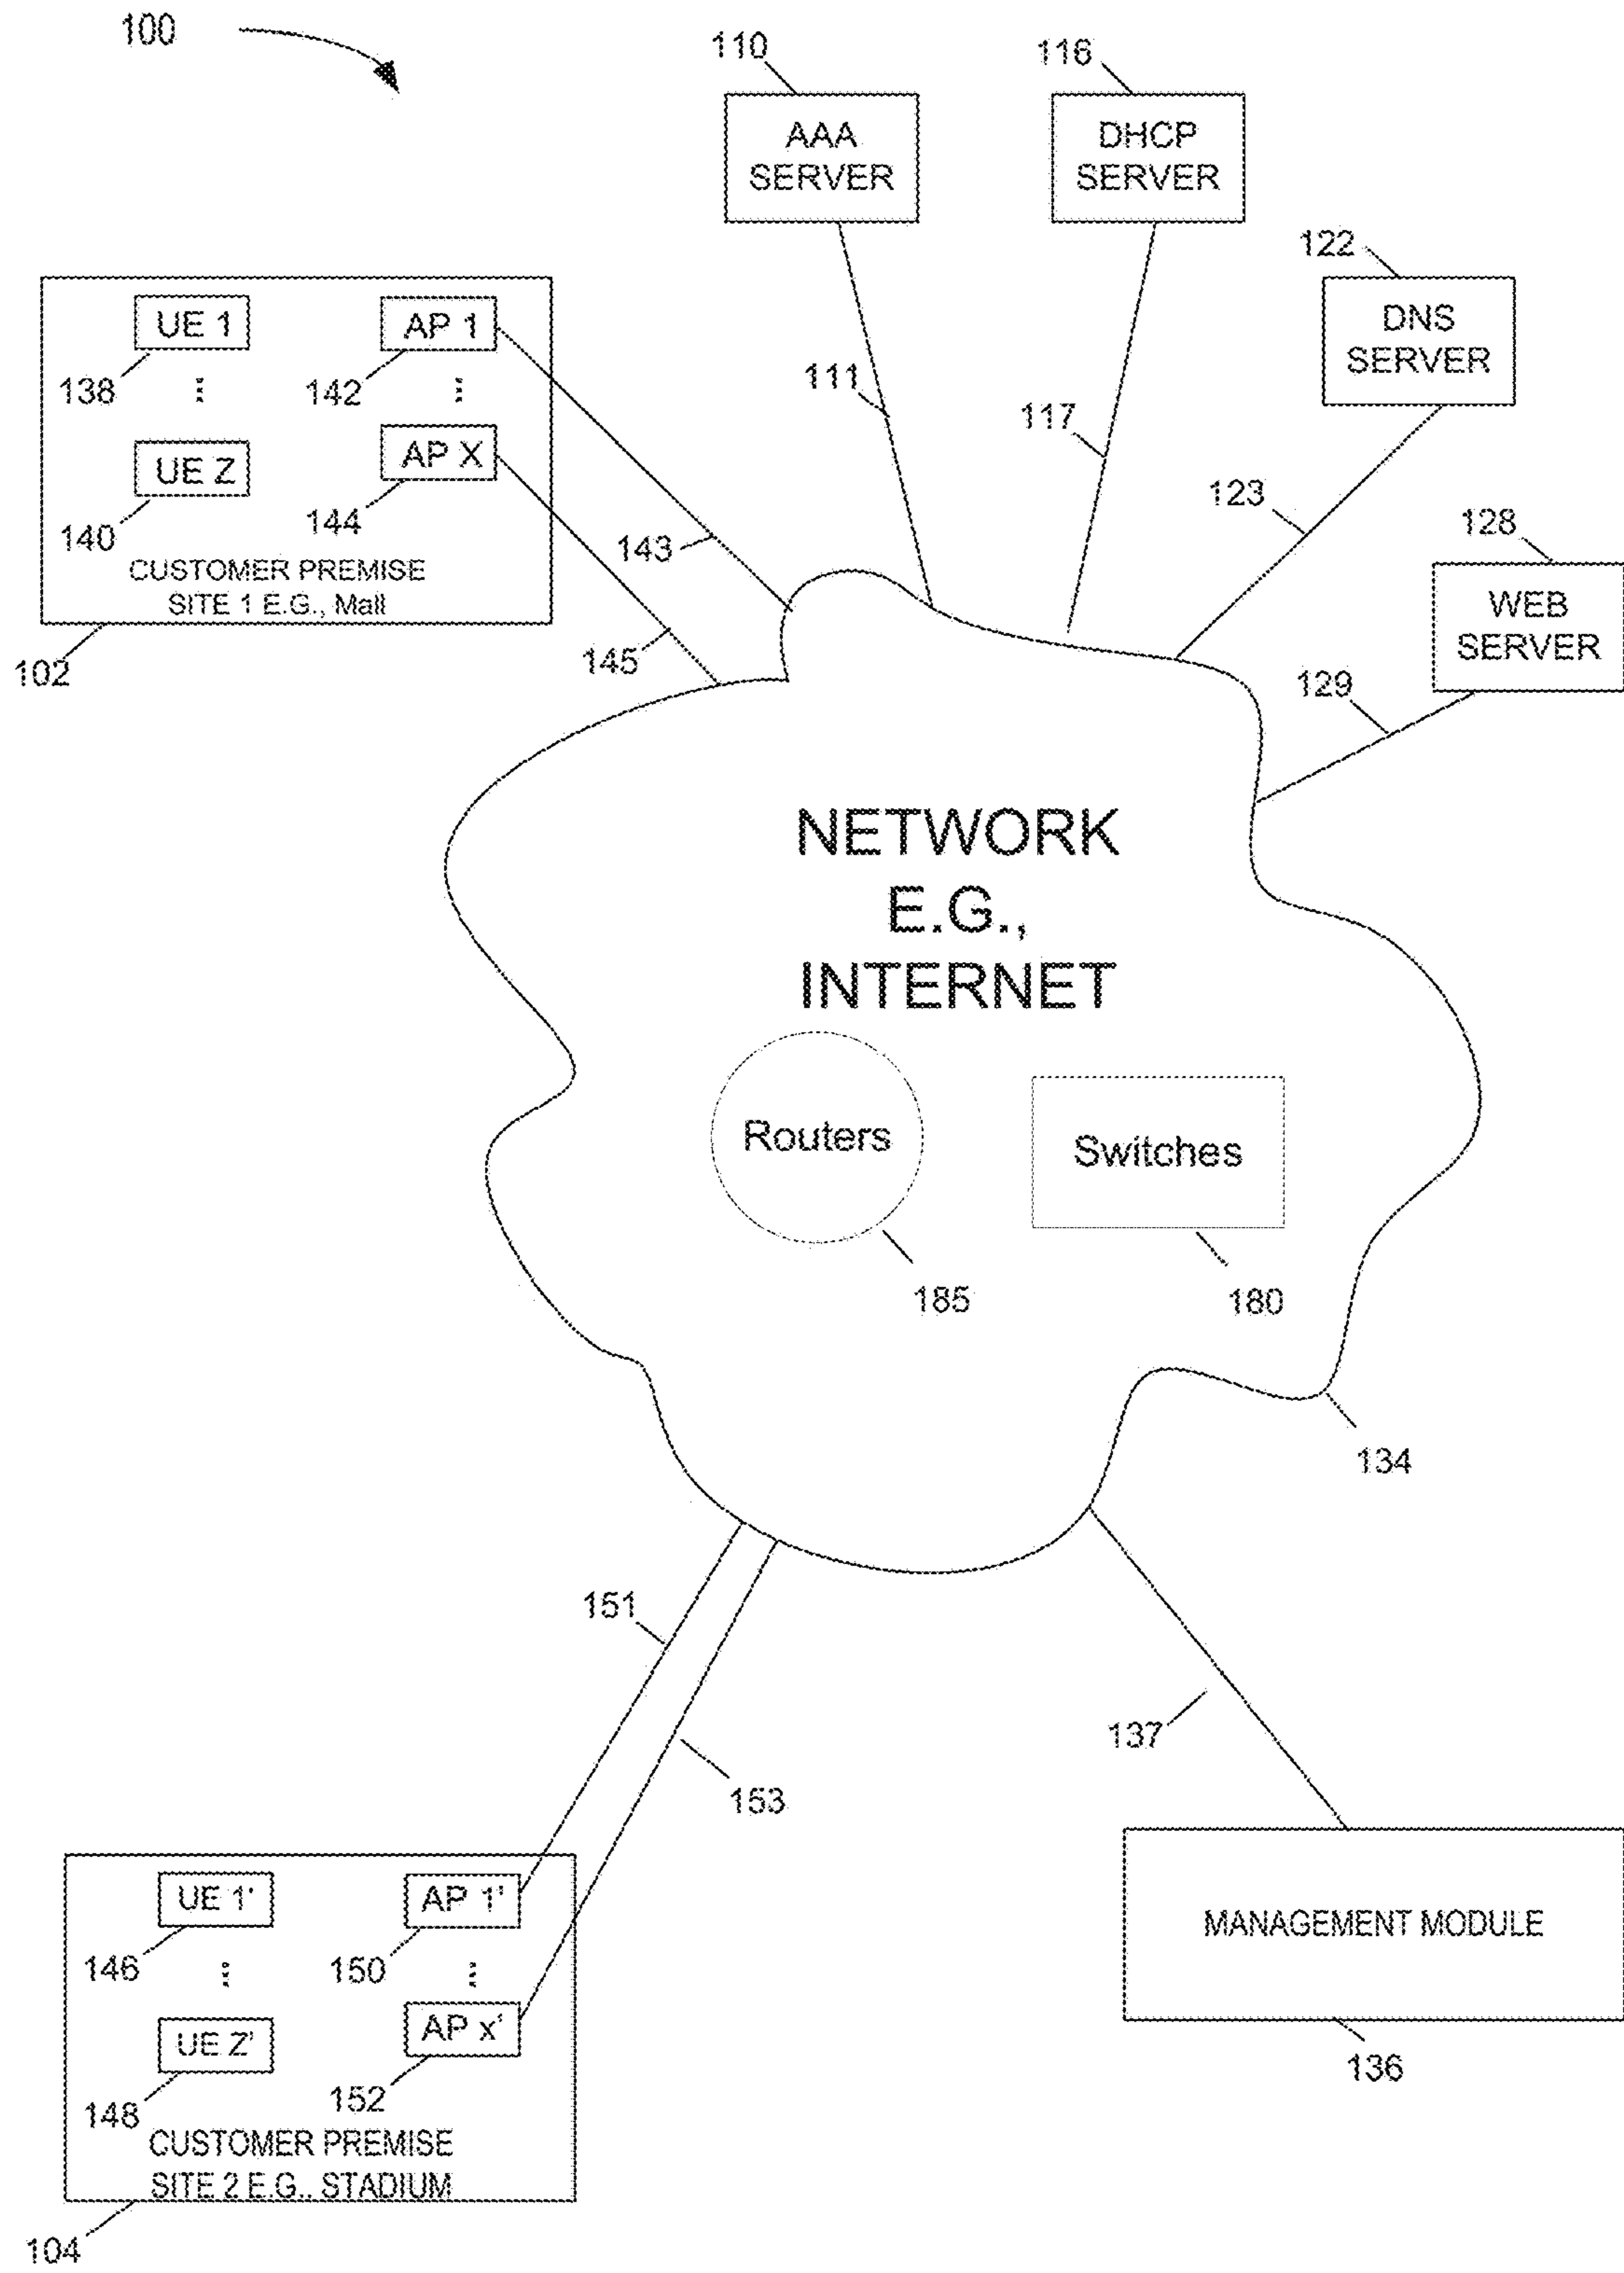 100
110
116
AAA
SERVER
DHCP
SERVER
122
DNS
SERVER
UE 1
AP 1
138
⋮
142
⋮
UE Z
AP X
140
144
CUSTOMER PREMISE
SITE 1 E.G., Mall
102
111
117
123
143
145
128
WEB
SERVER
129
NETWORK
E.G.,
INTERNET
Routers
Switches
185
180
134
151
153
137
UE 1'
AP 1'
146
⋮
150
⋮
UE Z'
AP x'
148
152
CUSTOMER PREMISE
SITE 2 E.G.. STADIUM
104
MANAGEMENT MODULE
136